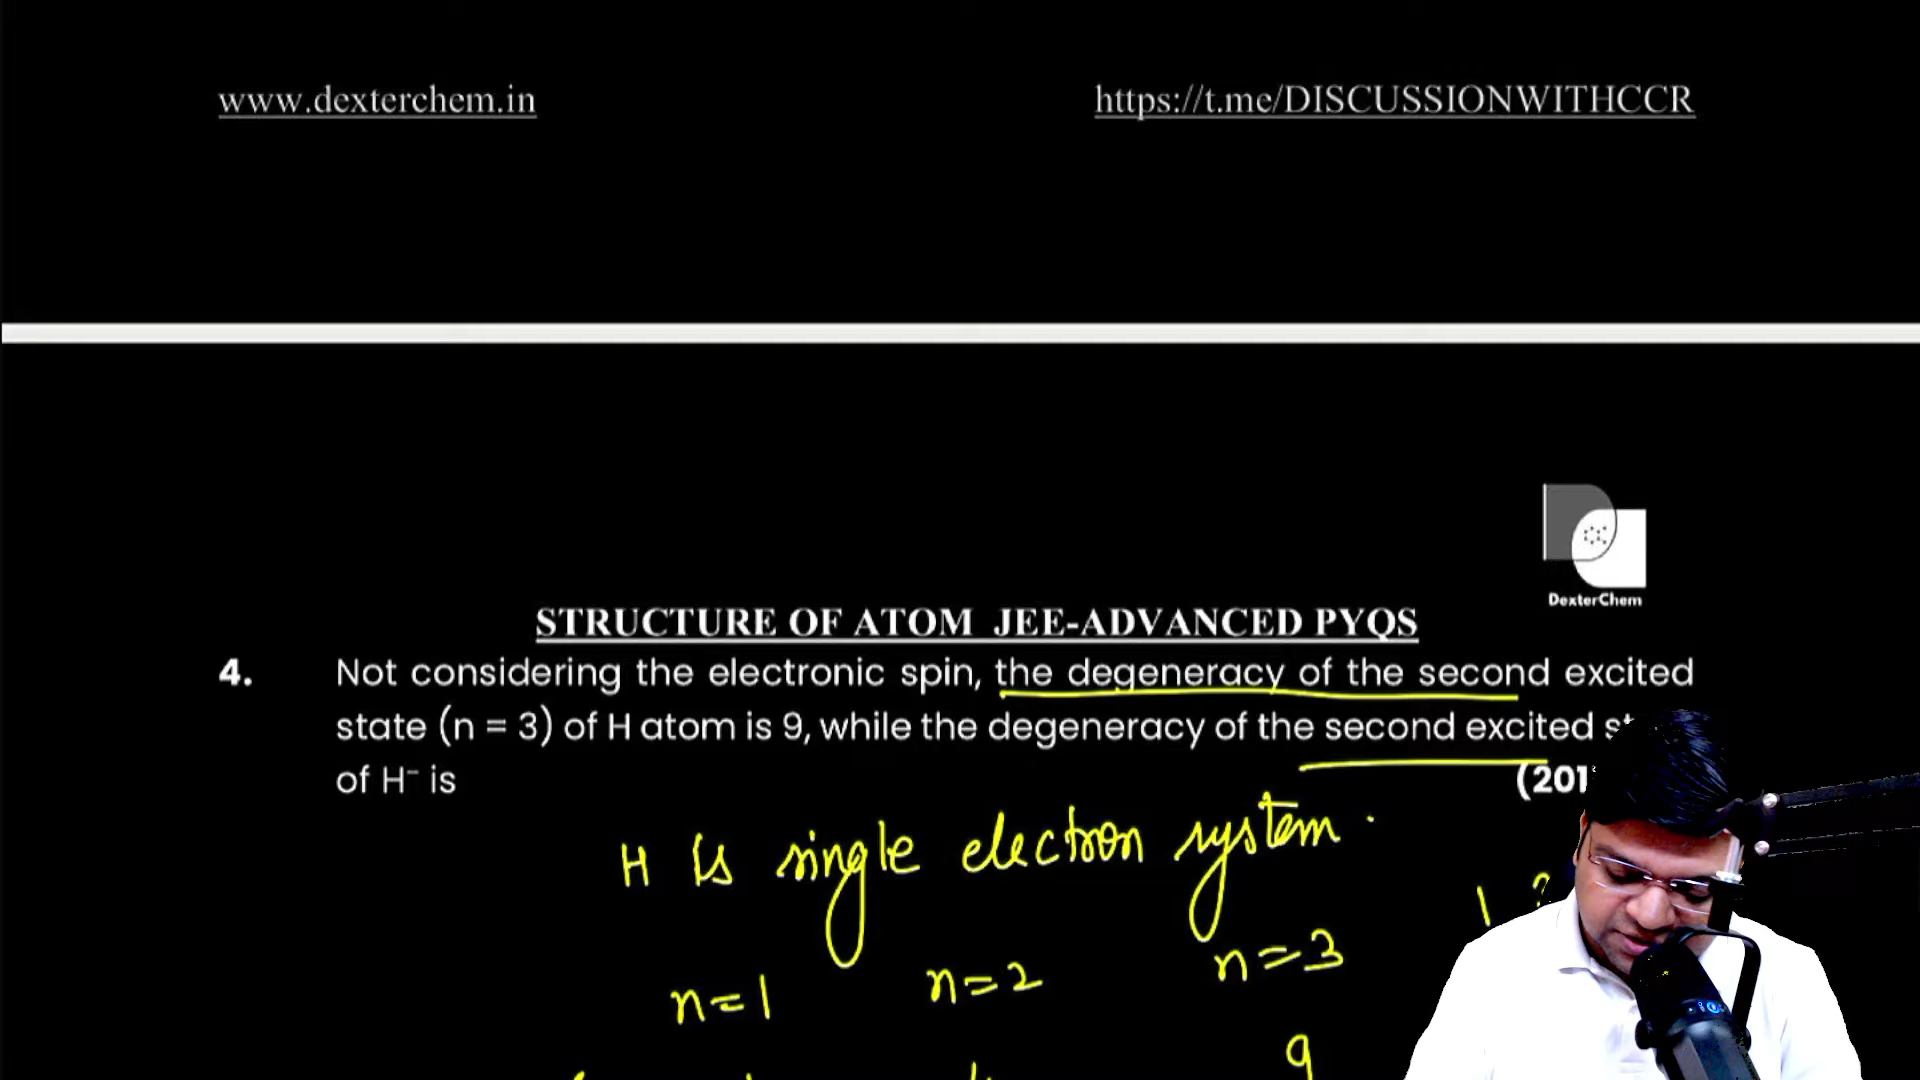 www.dexterchem.in
https://t.me/DISCUSSIONWITHCCR
DexterChem
STRUCTURE OF ATOM JEE-ADVANCED PYQS
4. Not considering the electronic spin, the degeneracy of the second excited
state (n = 3) of H atom is 9, while the degeneracy of the second excited
of H⁻ is
(201
H is single electron system.
n=1 n=2 n=3
9